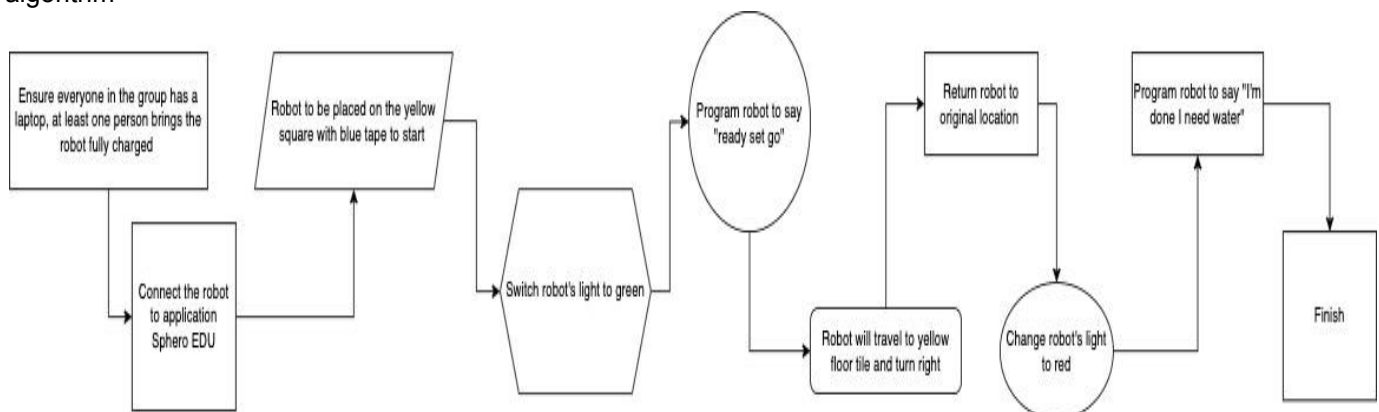 algorithm
Ensure everyone in the group has a
laptop, at least one person brings the
robot fully charged
Connect the robot
to application
Sphero EDU
Robot to be placed on the yellow
square with blue tape to start
Switch robot's light to green
Program robot to say
"ready set go"
Robot will travel to yellow
floor tile and turn right
Return robot to
original location
Change robot's light
to red
Program robot to say "I'm
done I need water"
Finish